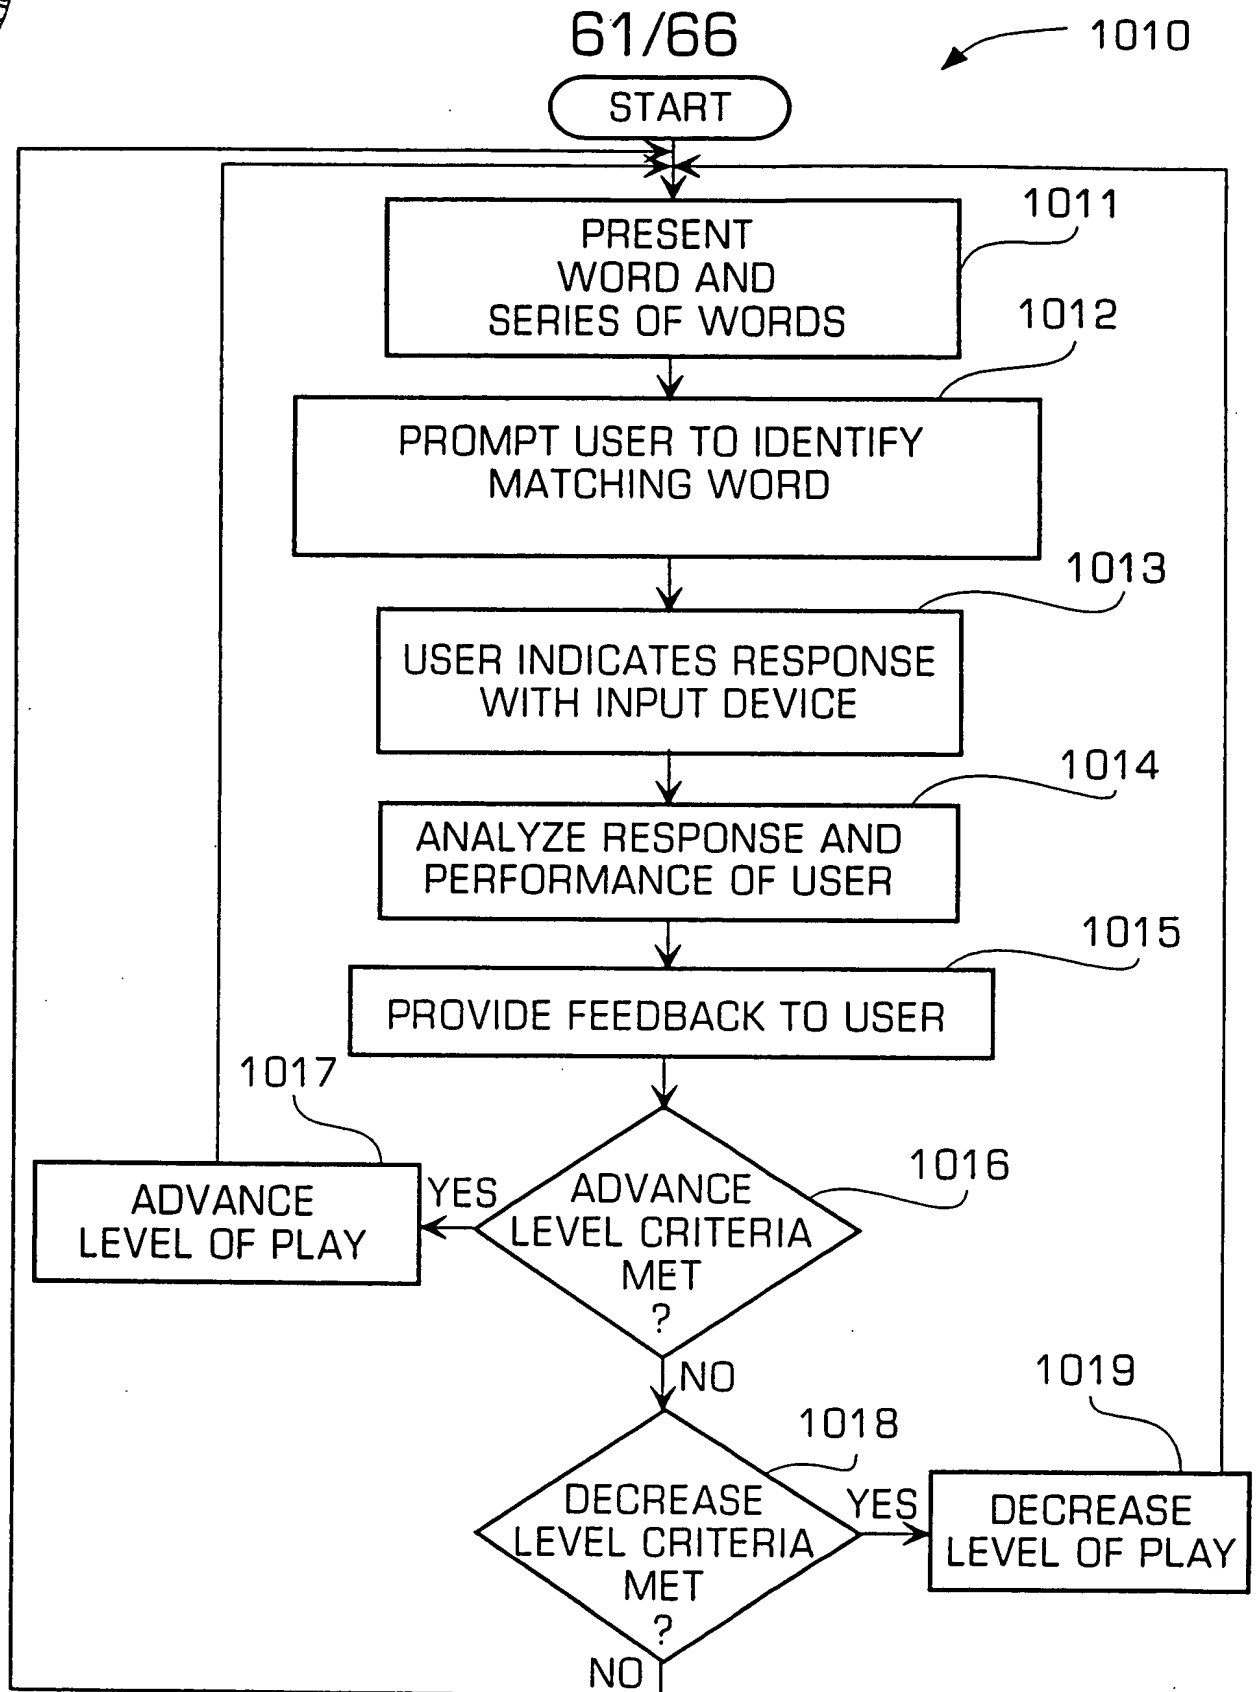 61/66
1010
START
1011
PRESENT
WORD AND
SERIES OF WORDS
1012
PROMPT USER TO IDENTIFY
MATCHING WORD
1013
USER INDICATES RESPONSE
WITH INPUT DEVICE
1014
ANALYZE RESPONSE AND
PERFORMANCE OF USER
1015
PROVIDE FEEDBACK TO USER
1017
1016
ADVANCE
LEVEL OF PLAY
YES
ADVANCE
LEVEL CRITERIA
MET
?
NO
1019
1018
DECREASE
LEVEL CRITERIA
MET
?
YES
DECREASE
LEVEL OF PLAY
NO